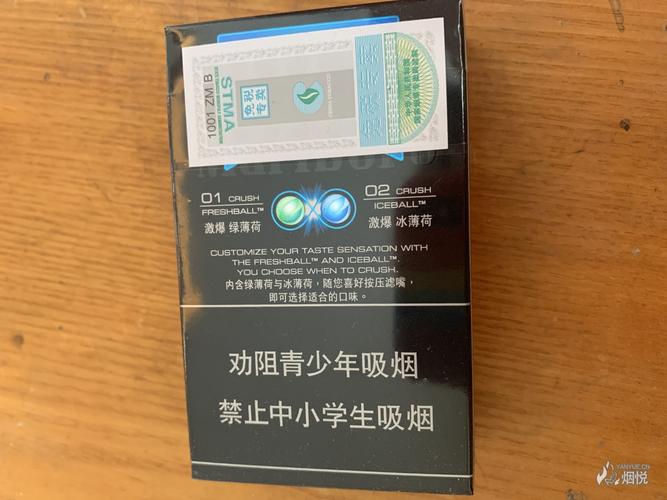 1001 ZM B
STMA
免税
专卖
Marlboro
01 CRUSH
FRESHBALL™
激爆 绿薄荷
02 CRUSH
ICEBALL™
激爆 冰薄荷
CUSTOMIZE YOUR TASTE SENSATION WITH
THE FRESHBALL™ AND ICEBALL™.
YOU CHOOSE WHEN TO CRUSH.
内含绿薄荷与冰薄荷,随您喜好按压滤嘴,
即可选择适合的口味。
劝阻青少年吸烟
禁止中小学生吸烟
YANYUE.CN
烟悦